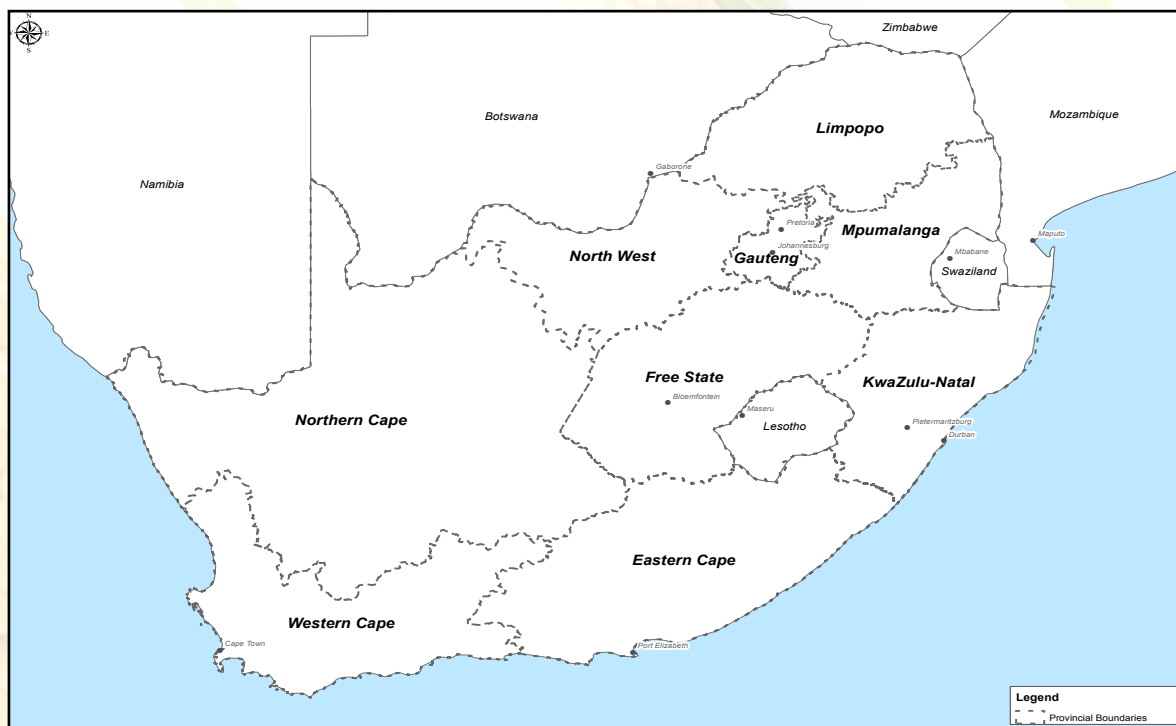 N
E
S
Zimbabwe
Mozambique
Botswana
Limpopo
Gaborone
Namibia
Pretoria
Mpumalanga
Maputo
Johannesburg
North West
Gauteng
Mbabane
Swaziland
Free State
KwaZulu-Natal
Bloemfontein
Maseru
Northern Cape
Lesotho
Pietermaritzburg
Durban
Eastern Cape
Western Cape
Cape Town
Port Elizabeth
Legend
Provincial Boundaries